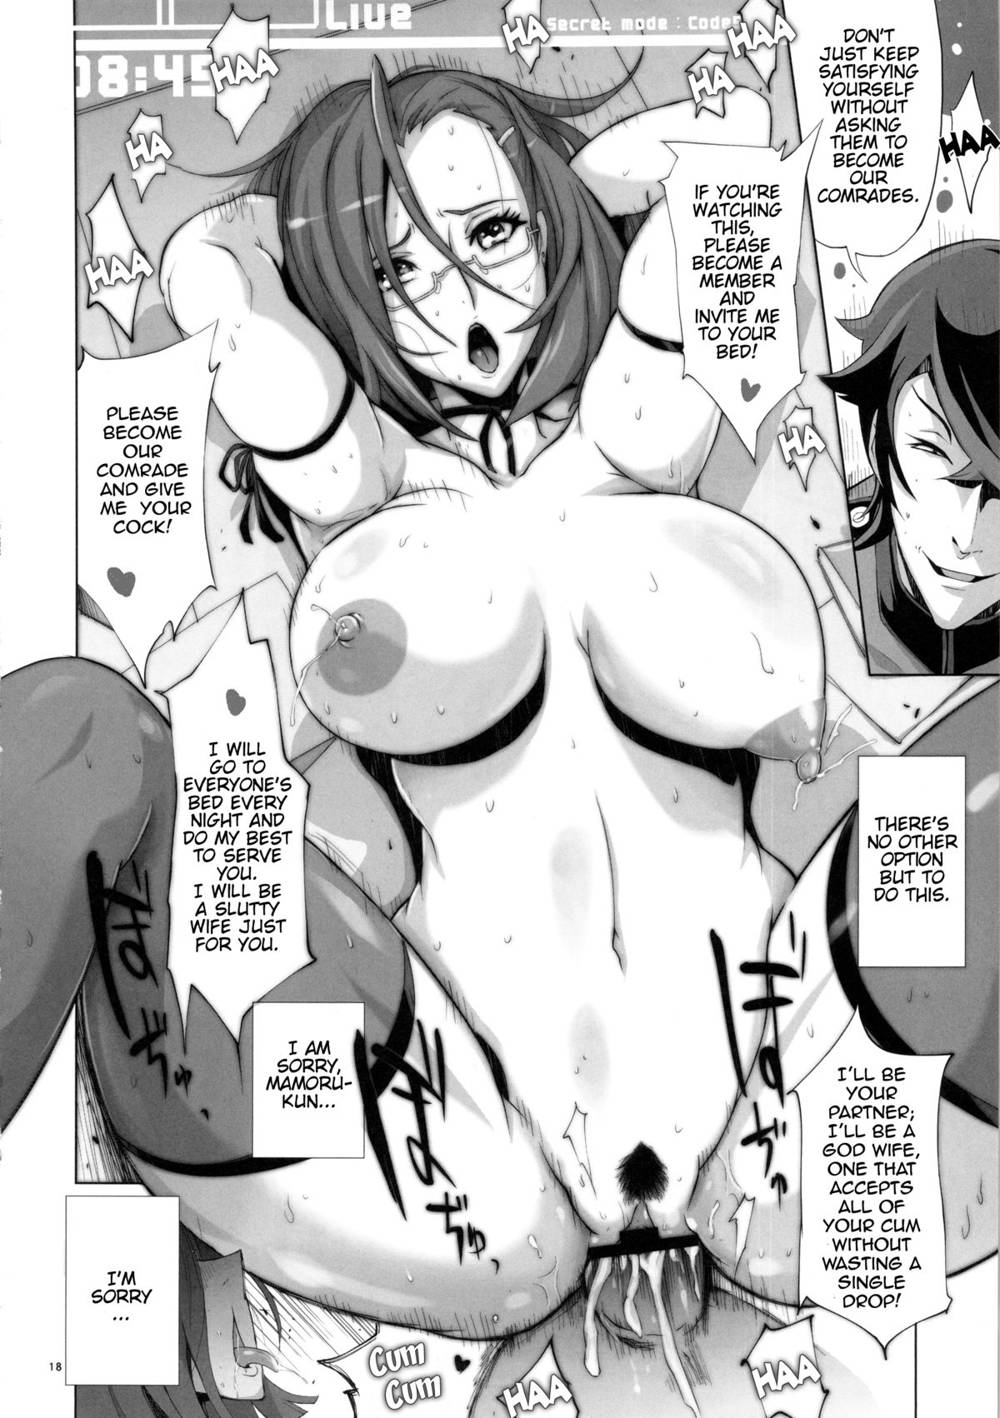 Live
Secret mode : Code
08:45
HAA
HA
HAA
HA
HAA
HA
HAA
HAA
DON'T
JUST KEEP
SATISFYING
YOURSELF
WITHOUT
ASKING
THEM TO
BECOME
OUR
COMRADES.
IF YOU'RE
WATCHING
THIS,
PLEASE
BECOME A
MEMBER
AND
INVITE ME
TO YOUR
BED!
HA
PLEASE
BECOME
OUR
COMRADE
AND GIVE
ME YOUR
COCK!
I WILL
GO TO
EVERYONE'S
BED EVERY
NIGHT AND
DO MY BEST
TO SERVE
YOU.
I WILL BE
A SLUTTY
WIFE JUST
FOR YOU.
THERE'S
NO OTHER
OPTION
BUT TO
DO THIS.
I AM
SORRY,
MAMORU-
KUN...
I'LL BE
YOUR
PARTNER;
I'LL BE A
GOD WIFE,
ONE THAT
ACCEPTS
ALL OF
YOUR CUM
WITHOUT
WASTING A
SINGLE
DROP!
I'M
SORRY
...
Cum
Cum
HAA
HAA
18